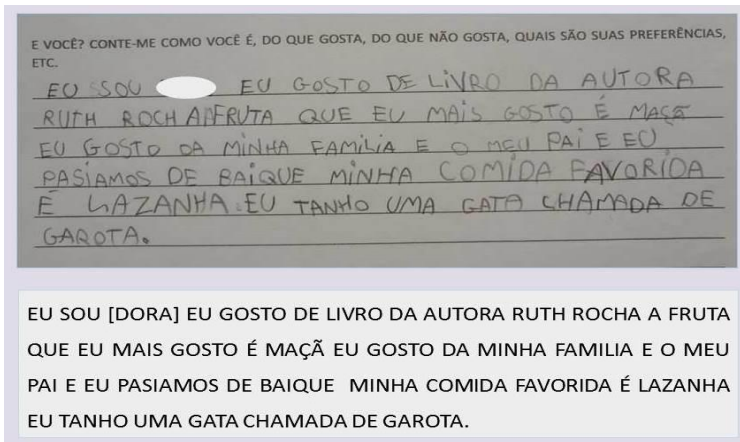 E VOCÊ? CONTE-ME COMO VOCÊ É, DO QUE GOSTA, DO QUE NÃO GOSTA, QUAIS SÃO SUAS PREFERÊNCIAS,
ETC.
EU SOU EU GOSTO DE LIVRO DA AUTORA
RUTH ROCHA A FRUTA QUE EU MAIS GOSTO É MAÇÃ
EU GOSTO DA MINHA FAMILIA E O MEU PAI E EU
PASIAMOS DE BAIQUE MINHA COMIDA FAVORIDA
É LAZANHA. EU TANHO UMA GATA CHAMADA DE
GAROTA.
EU SOU [DORA] EU GOSTO DE LIVRO DA AUTORA RUTH ROCHA A FRUTA
QUE EU MAIS GOSTO É MAÇÃ EU GOSTO DA MINHA FAMILIA E O MEU
PAI E EU PASIAMOS DE BAIQUE MINHA COMIDA FAVORIDA É LAZANHA
EU TANHO UMA GATA CHAMADA DE GAROTA.